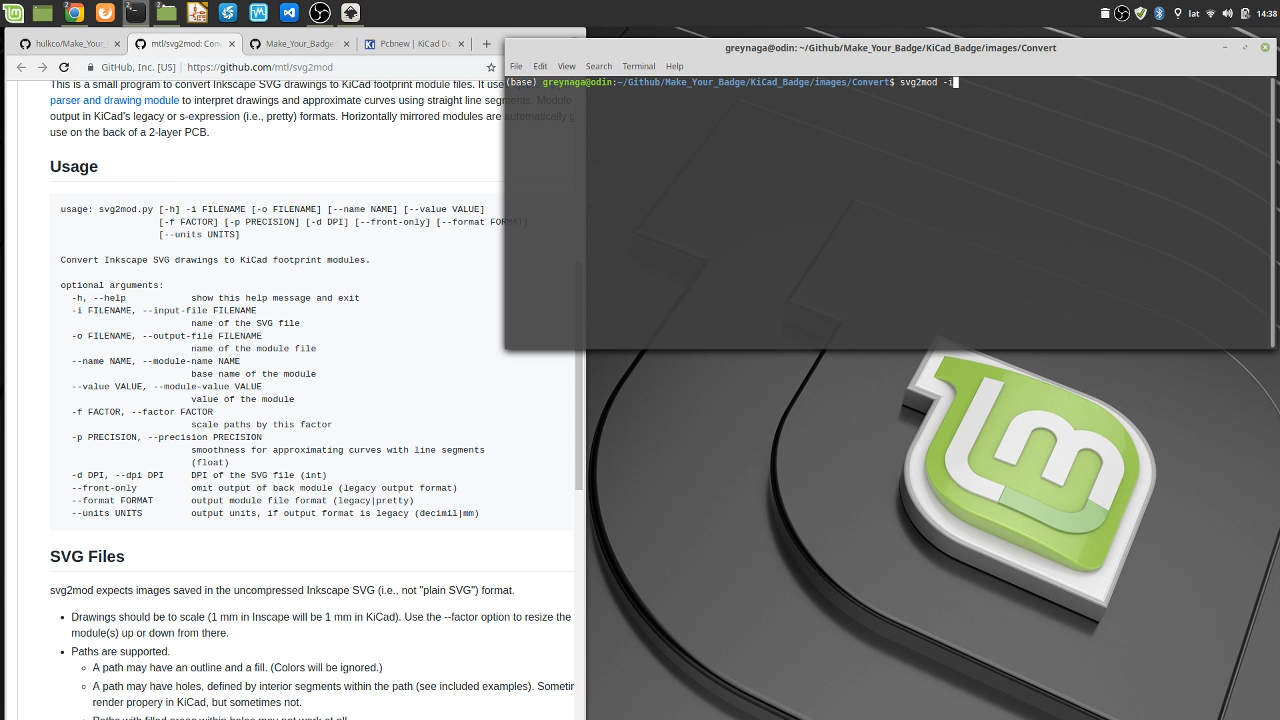 lat
14:38
hulkco/Make_Your_
mtl/svg2mod: Con
Make_Your_Badge
Pcbnew | KiCad Do
GitHub, Inc. [US] | https://github.com/mtl/svg2mod
This is a small program to convert Inkscape SVG drawings to KiCad footprint module files. It use
parser and drawing module to interpret drawings and approximate curves using straight line segments. Module
output in KiCad's legacy or s-expression (i.e., pretty) formats. Horizontally mirrored modules are automatically g
use on the back of a 2-layer PCB.
Usage
usage: svg2mod.py [-h] -i FILENAME [-o FILENAME] [--name NAME] [--value VALUE]
[-f FACTOR] [-p PRECISION] [-d DPI] [--front-only] [--format FORMAT]
[--units UNITS]
Convert Inkscape SVG drawings to KiCad footprint modules.
optional arguments:
-h, --help show this help message and exit
-i FILENAME, --input-file FILENAME
name of the SVG file
-o FILENAME, --output-file FILENAME
name of the module file
--name NAME, --module-name NAME
base name of the module
--value VALUE, --module-value VALUE
value of the module
-f FACTOR, --factor FACTOR
scale paths by this factor
-p PRECISION, --precision PRECISION
smoothness for approximating curves with line segments
(float)
-d DPI, --dpi DPI DPI of the SVG file (int)
--front-only omit output of back module (legacy output format)
--format FORMAT output module file format (legacy|pretty)
--units UNITS output units, if output format is legacy (decimil|mm)
SVG Files
svg2mod expects images saved in the uncompressed Inkscape SVG (i.e., not "plain SVG") format.
• Drawings should be to scale (1 mm in Inscape will be 1 mm in KiCad). Use the --factor option to resize the
module(s) up or down from there.
• Paths are supported.
◦ A path may have an outline and a fill. (Colors will be ignored.)
◦ A path may have holes, defined by interior segments within the path (see included examples). Sometin
render propery in KiCad, but sometimes not.
◦ Paths with filled areas within holes may not work at all.
greynaga@odin: ~/Github/Make_Your_Badge/KiCad_Badge/images/Convert
File Edit View Search Terminal Help
(base) greynaga@odin:~/Github/Make_Your_Badge/KiCad_Badge/images/Convert$ svg2mod -i